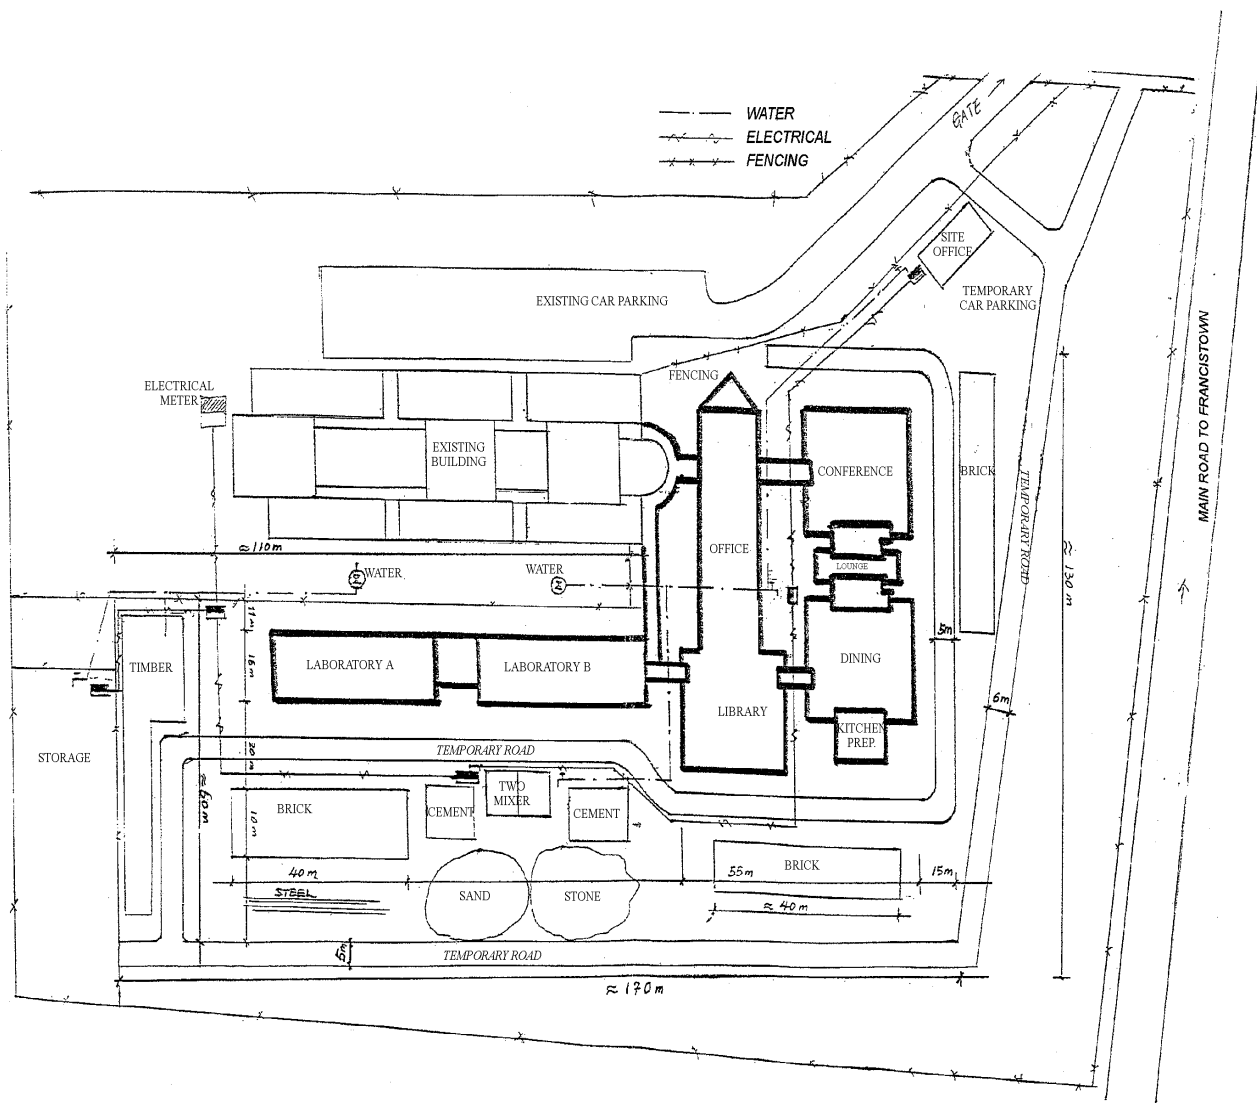 WATER
ELECTRICAL
FENCING
GATE
SITE
OFFICE
TEMPORARY
CAR PARKING
EXISTING CAR PARKING
MAIN ROAD TO FRANCISTOWN
FENCING
ELECTRICAL
METER
EXISTING
BUILDING
CONFERENCE
BRICK
TEMPORARY ROAD
≈110m
OFFICE
WATER
WATER
LOUNGE
≈ 130m
11m
5m
TIMBER
LABORATORY A
LABORATORY B
DINING
18m
6m
LIBRARY
KITCHEN
PREP.
STORAGE
TEMPORARY ROAD
20m
≈60m
TWO
MIXER
BRICK
CEMENT
CEMENT
10m
BRICK
40m
55m
15m
STEEL
SAND
STONE
≈ 40m
5m
TEMPORARY ROAD
≈170m